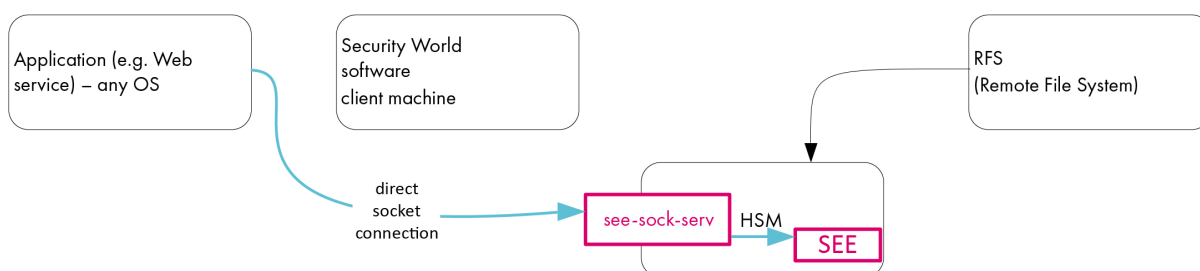 Application (e.g. Web
service) – any OS
Security World
software
client machine
RFS
(Remote File System)
direct
socket
connection
see-sock-serv
HSM
SEE